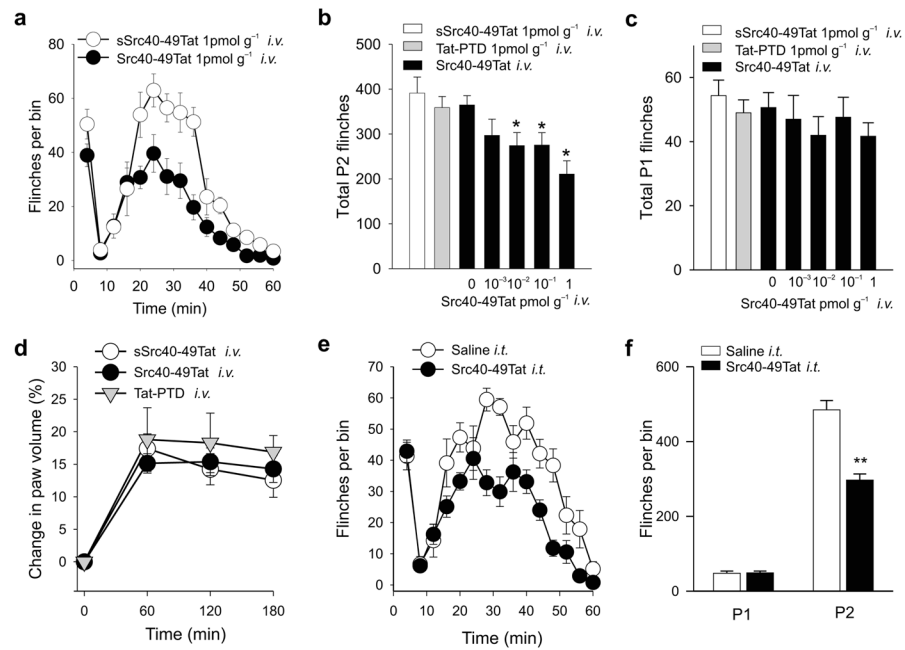 a
sSrc40-49Tat 1pmol g⁻¹ i.v.
Src40-49Tat 1pmol g⁻¹ i.v.
Flinches per bin
80
60
40
20
0
0 10 20 30 40 50 60
Time (min)
b
sSrc40-49Tat 1pmol g⁻¹ i.v.
Tat-PTD 1pmol g⁻¹ i.v.
Src40-49Tat i.v.
Total P2 flinches
500
400
300
200
0
* * *
0 10⁻³ 10⁻² 10⁻¹ 1
Src40-49Tat pmol g⁻¹ i.v.
c
sSrc40-49Tat 1pmol g⁻¹ i.v.
Tat-PTD 1pmol g⁻¹ i.v.
Src40-49Tat i.v.
Total P1 flinches
60
40
20
0
0 10⁻³ 10⁻² 10⁻¹ 1
Src40-49Tat pmol g⁻¹ i.v.
d
sSrc40-49Tat i.v.
Src40-49Tat i.v.
Tat-PTD i.v.
Change in paw volume (%)
30
25
20
15
10
5
0
0 60 120 180
Time (min)
e
Saline i.t.
Src40-49Tat i.t.
Flinches per bin
70
60
50
40
30
20
10
0
0 10 20 30 40 50 60
Time (min)
f
Saline i.t.
Src40-49Tat i.t.
Flinches per bin
600
400
200
0
**
P1 P2